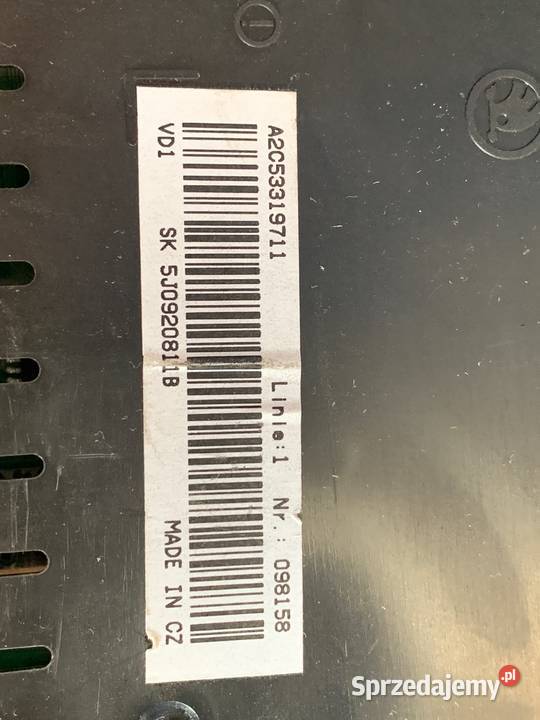 A2C53319711 Linie:1 Nr.: 098158
VD1 SK 5J0920811B MADE IN CZ
Sprzedajemy.pl